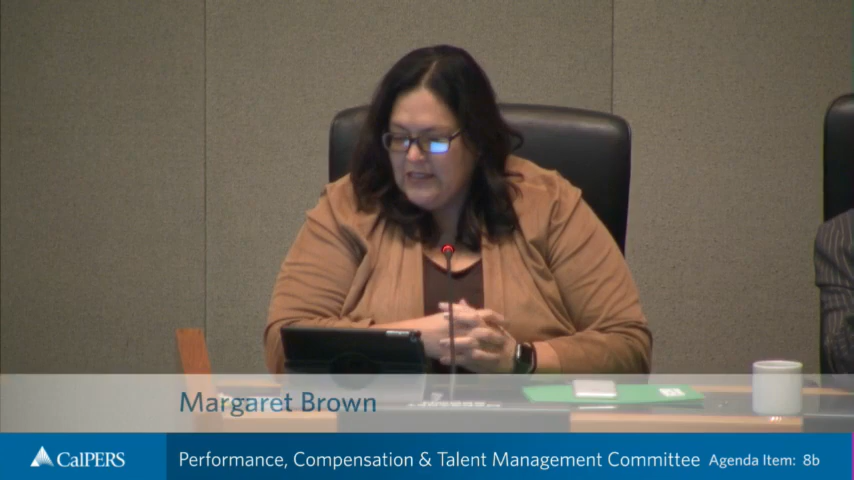 Margaret Brown
CalPERS
Performance, Compensation & Talent Management Committee Agenda Item: 8b